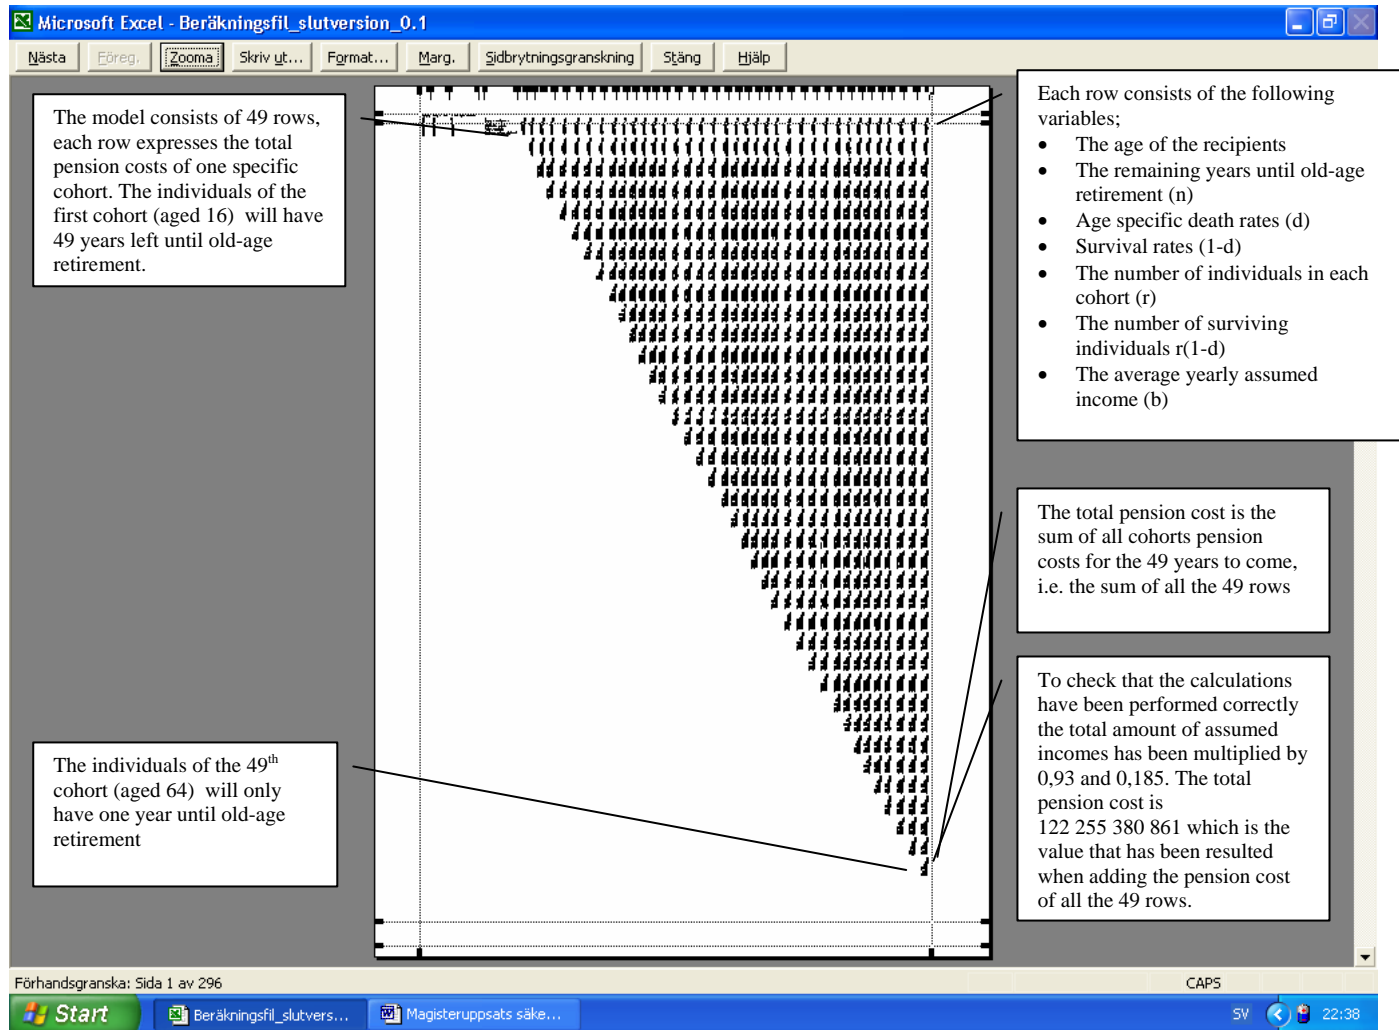 Microsoft Excel - Beräkningsfil_slutversion_0.1
Nästa
Föreg.
Zooma
Skriv ut...
Format...
Marg.
Sidbrytningsgranskning
Stäng
Hjälp
The model consists of 49 rows,
each row expresses the total
pension costs of one specific
cohort. The individuals of the
first cohort (aged 16) will have
49 years left until old-age
retirement.
Each row consists of the following
variables;
• The age of the recipients
• The remaining years until old-age
retirement (n)
• Age specific death rates (d)
• Survival rates (1-d)
• The number of individuals in each
cohort (r)
• The number of surviving
individuals r(1-d)
• The average yearly assumed
income (b)
The total pension cost is the
sum of all cohorts pension
costs for the 49 years to come,
i.e. the sum of all the 49 rows
To check that the calculations
have been performed correctly
the total amount of assumed
incomes has been multiplied by
0,93 and 0,185. The total
pension cost is
122 255 380 861 which is the
value that has been resulted
when adding the pension cost
of all the 49 rows.
The individuals of the 49th
cohort (aged 64) will only
have one year until old-age
retirement
Förhandsgranska: Sida 1 av 296
CAPS
Start
Beräkningsfil_slutvers...
Magisteruppsats säke...
SV
22:38